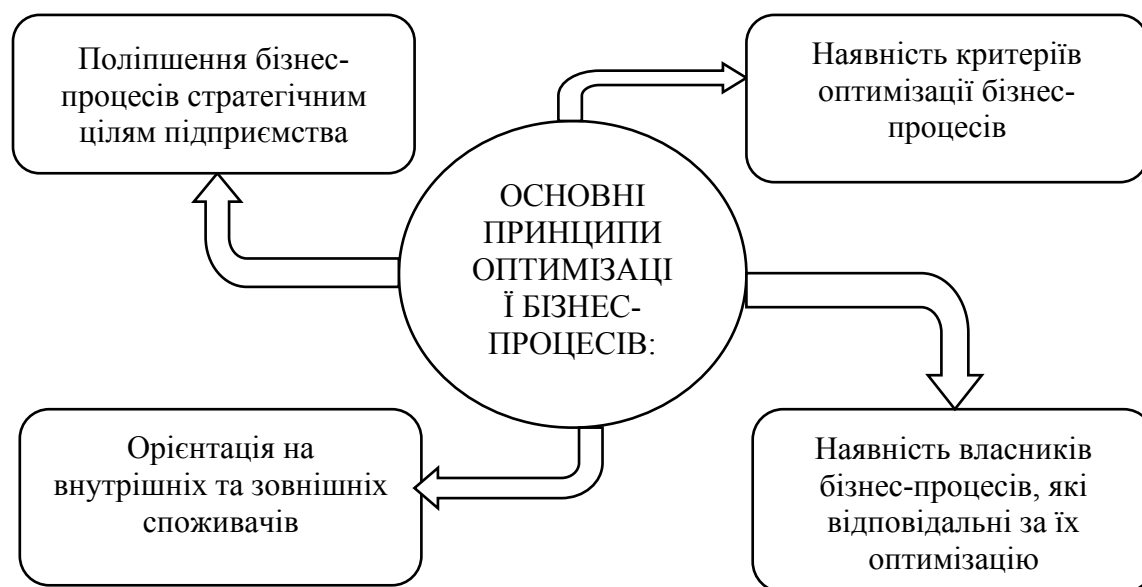 Поліпшення бізнес-
процесів стратегічним
цілям підприємства
Наявність критеріїв
оптимізації бізнес-
процесів
ОСНОВНІ
ПРИНЦИПИ
ОПТИМІЗАЦІ
Ї БІЗНЕС-
ПРОЦЕСІВ:
Орієнтація на
внутрішніх та зовнішніх
споживачів
Наявність власників
бізнес-процесів, які
відповідальні за їх
оптимізацію